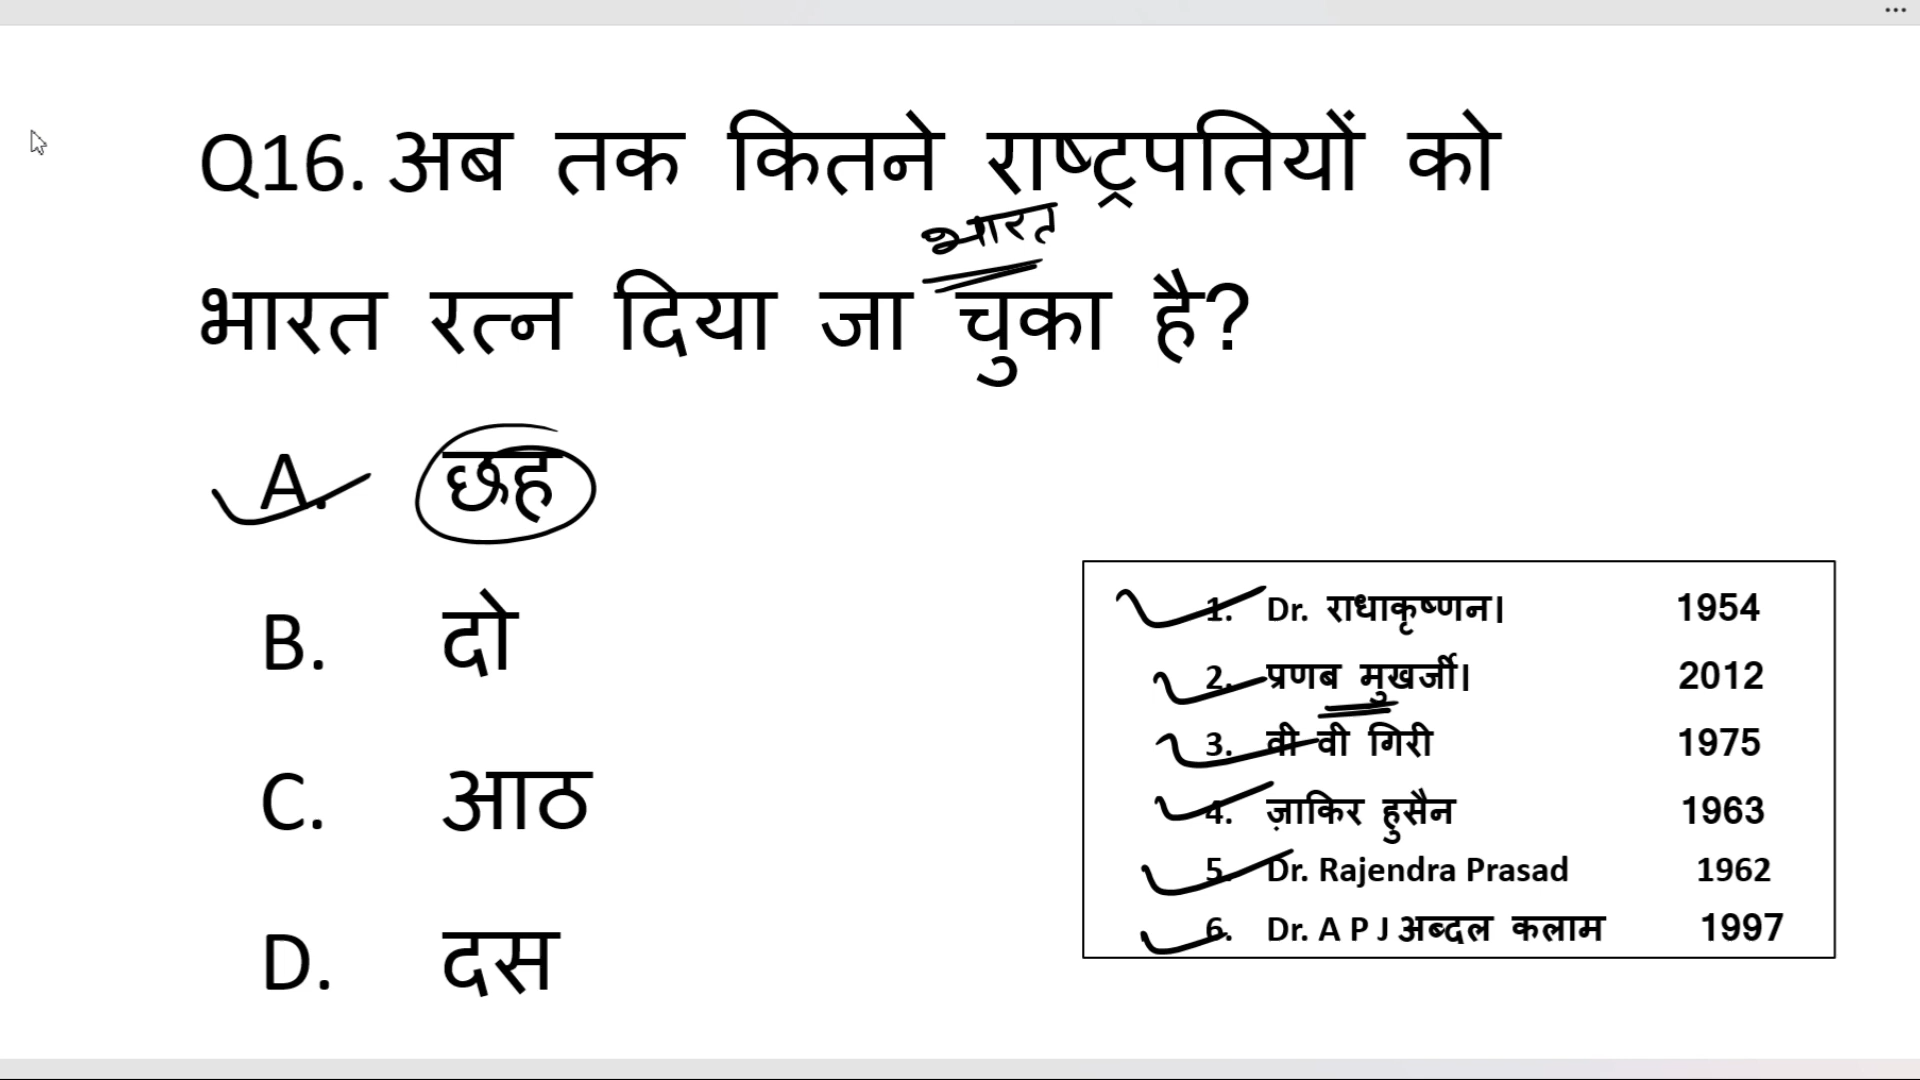 Q16. अब तक कितने राष्ट्रपतियों को
भारत
भारत रत्न दिया जा चुका है?
A. छह
B. दो
C. आठ
D. दस
1. Dr. राधाकृष्णन। 1954
2. प्रणब मुखर्जी। 2012
3. वी वी गिरी 1975
4. ज़ाकिर हुसैन 1963
5. Dr. Rajendra Prasad 1962
6. Dr. A P J अब्दल कलाम 1997